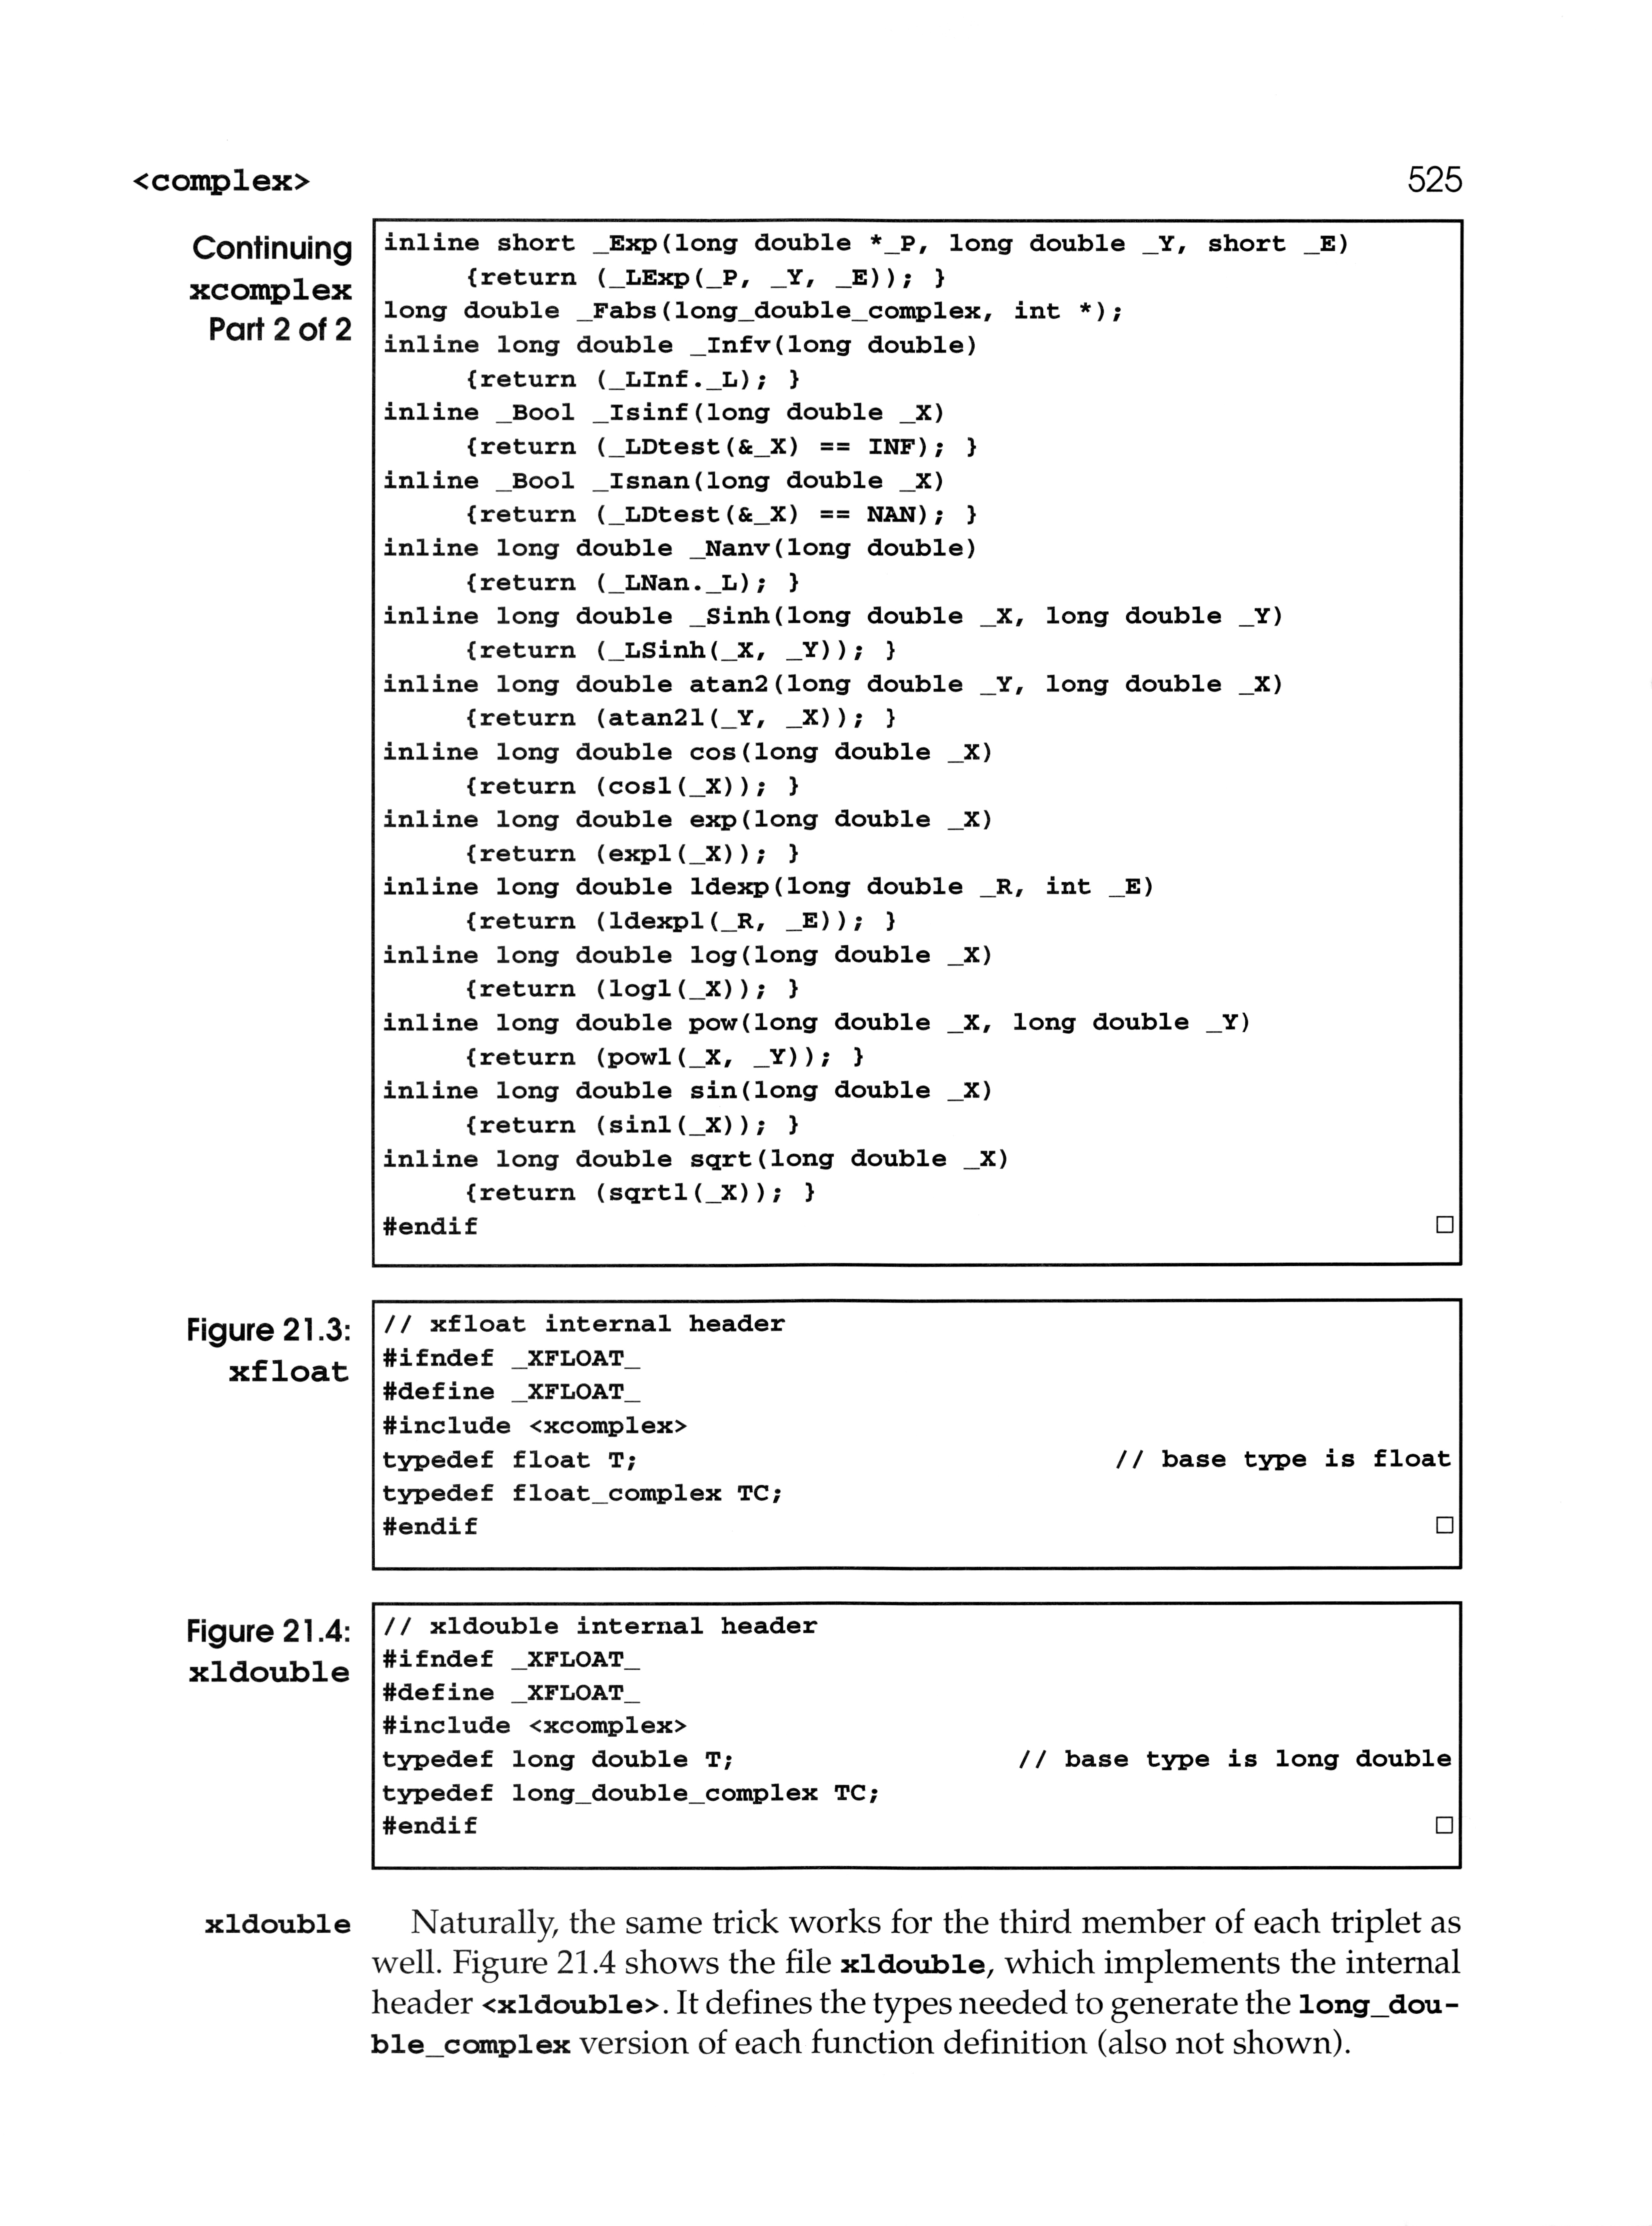 <complex> 525
Continuing
xcomplex
Part 2 of 2
inline short _Exp(long double *_P, long double _Y, short _E)
{return (_LExp(_P, _Y, _E)); }
long double _Fabs(long_double_complex, int *);
inline long double _Infv(long double)
{return (_LInf._L); }
inline _Bool _Isinf(long double _X)
{return (_LDtest(&_X) == INF); }
inline _Bool _Isnan(long double _X)
{return (_LDtest(&_X) == NAN); }
inline long double _Nanv(long double)
{return (_LNan._L); }
inline long double _Sinh(long double _X, long double _Y)
{return (_LSinh(_X, _Y)); }
inline long double atan2(long double _Y, long double _X)
{return (atan2l(_Y, _X)); }
inline long double cos(long double _X)
{return (cosl(_X)); }
inline long double exp(long double _X)
{return (expl(_X)); }
inline long double ldexp(long double _R, int _E)
{return (ldexpl(_R, _E)); }
inline long double log(long double _X)
{return (logl(_X)); }
inline long double pow(long double _X, long double _Y)
{return (powl(_X, _Y)); }
inline long double sin(long double _X)
{return (sinl(_X)); }
inline long double sqrt(long double _X)
{return (sqrtl(_X)); }
#endif □
Figure 21.3:
xfloat
// xfloat internal header
#ifndef _XFLOAT_
#define _XFLOAT_
#include <xcomplex>
typedef float T; // base type is float
typedef float_complex TC;
#endif □
Figure 21.4:
xldouble
// xldouble internal header
#ifndef _XFLOAT_
#define _XFLOAT_
#include <xcomplex>
typedef long double T; // base type is long double
typedef long_double_complex TC;
#endif □
xldouble Naturally, the same trick works for the third member of each triplet as
well. Figure 21.4 shows the file xldouble, which implements the internal
header <xldouble>. It defines the types needed to generate the long_dou-
ble_complex version of each function definition (also not shown).